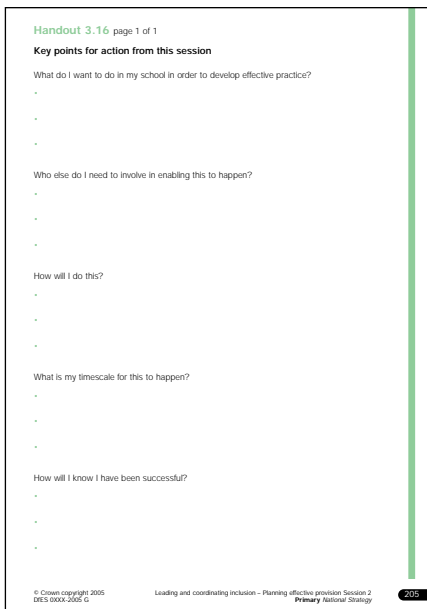 Handout 3.16 page 1 of 1
Key points for action from this session
What do I want to do in my school in order to develop effective practice?
-
-
-
Who else do I need to involve in enabling this to happen?
-
-
-
How will I do this?
-
-
-
What is my timescale for this to happen?
-
-
-
How will I know I have been successful?
-
-
-
© Crown copyright 2005
DfES 0XXX-2005 G
Leading and coordinating inclusion – Planning effective provision Session 2
Primary National Strategy
205